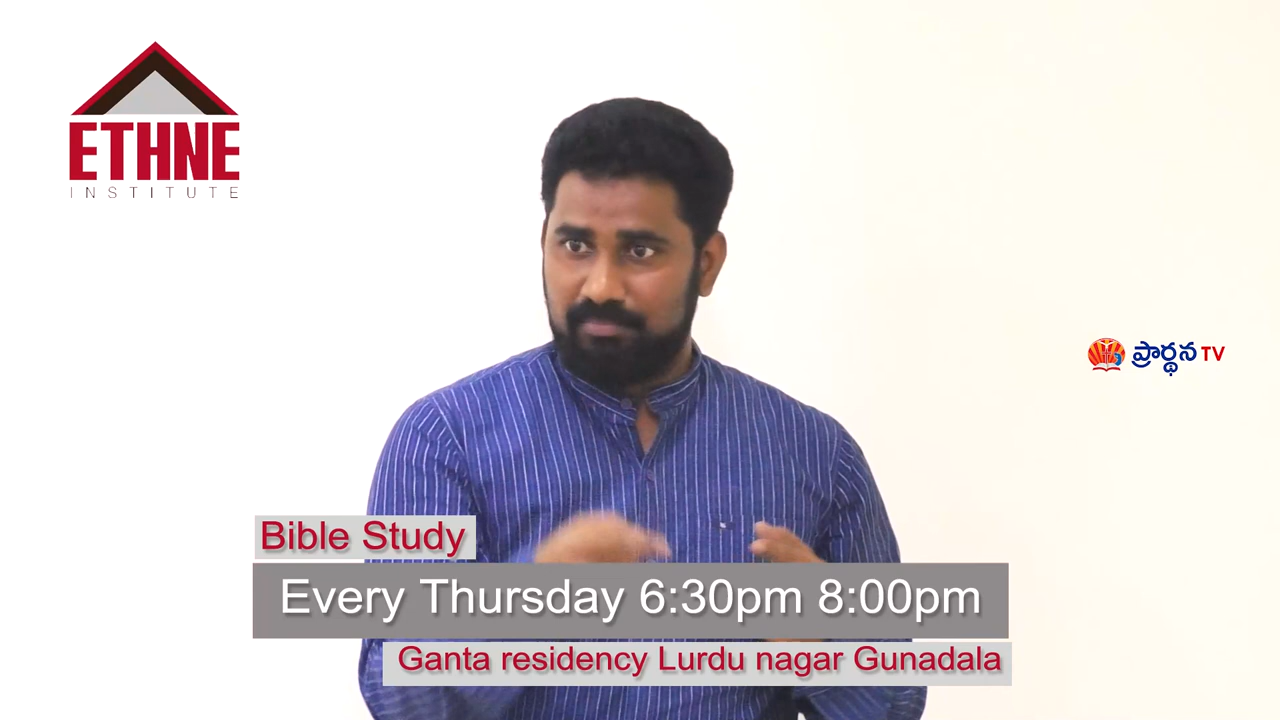 ETHNE
INSTITUTE
ప్రార్థన TV
Bible Study
Every Thursday 6:30pm 8:00pm
Ganta residency Lurdu nagar Gunadala